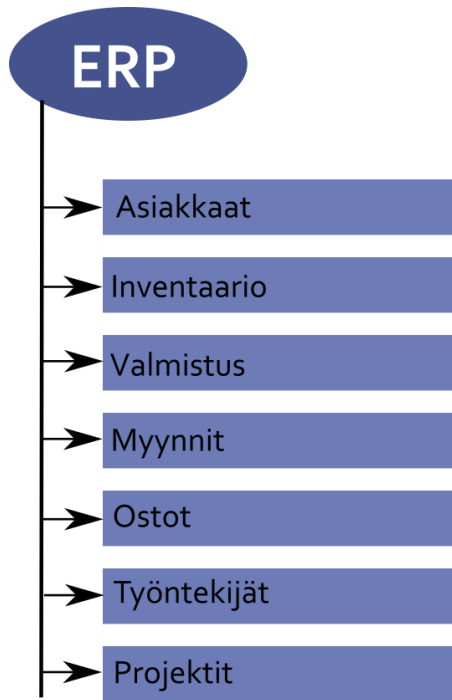 ERP
Asiakkaat
Inventaario
Valmistus
Myynnit
Ostot
Työntekijät
Projektit